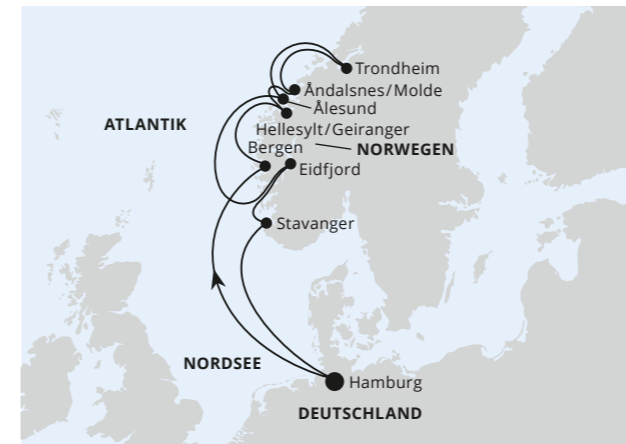 Trondheim
Åndalsnes/Molde
Ålesund
ATLANTIK
Hellesylt/Geiranger
Bergen
NORWEGEN
Eidfjord
Stavanger
NORDSEE
Hamburg
DEUTSCHLAND